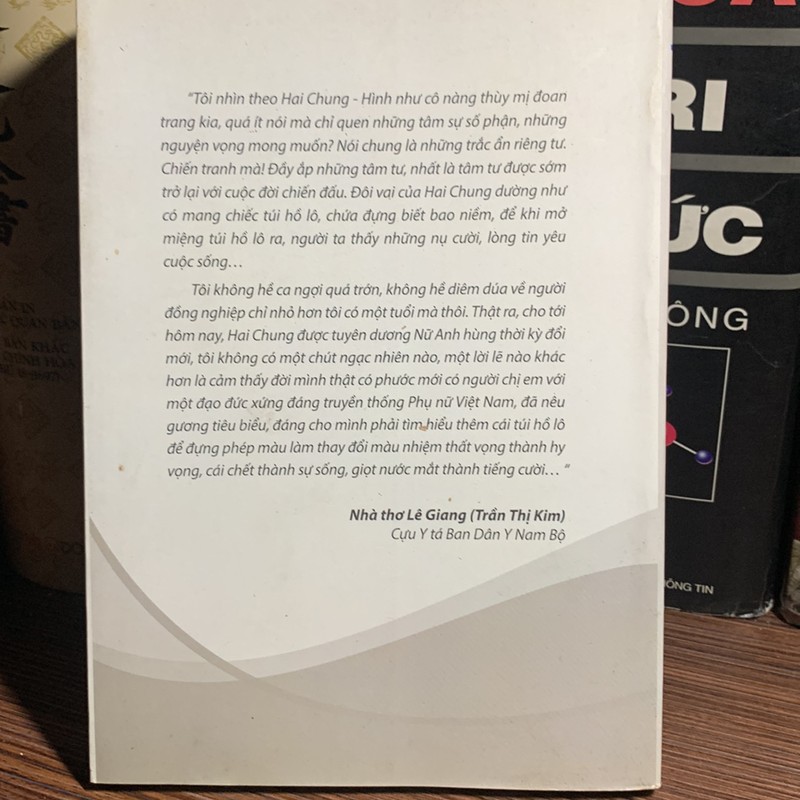 "Tôi nhìn theo Hai Chung - Hình như cô nàng thùy mị đoan
trang kia, quá ít nói mà chỉ quen những tâm sự số phận, những
nguyện vọng mong muốn? Nói chung là những trắc ẩn riêng tư.
Chiến tranh mà! Đầy ắp những tâm tư, nhất là tâm tư được sớm
trở lại với cuộc đời chiến đấu. Đôi vai của Hai Chung dường như
có mang chiếc túi hồ lô, chứa đựng biết bao niềm, để khi mở
miệng túi hồ lô ra, người ta thấy những nụ cười, lòng tin yêu
cuộc sống...
Tôi không hề ca ngợi quá trớn, không hề diêm dúa về người
đồng nghiệp chỉ nhỏ hơn tôi có một tuổi mà thôi. Thật ra, cho tới
hôm nay, Hai Chung được tuyên dương Nữ Anh hùng thời kỳ đổi
mới, tôi không có một chút ngạc nhiên nào, một lời lẽ nào khác
hơn là cảm thấy đời mình thật có phước mới có người chị em với
một đạo đức xứng đáng truyền thống Phụ nữ Việt Nam, đã nêu
gương tiêu biểu, đáng cho mình phải tìm hiểu thêm cái túi hồ lô
để đựng phép màu làm thay đổi màu nhiệm thất vọng thành hy
vọng, cái chết thành sự sống, giọt nước mắt thành tiếng cười... "
Nhà thơ Lê Giang (Trần Thị Kim)
Cựu Y tá Ban Dân Y Nam Bộ
RI
ỨC
ÔNG
ÔNG TIN